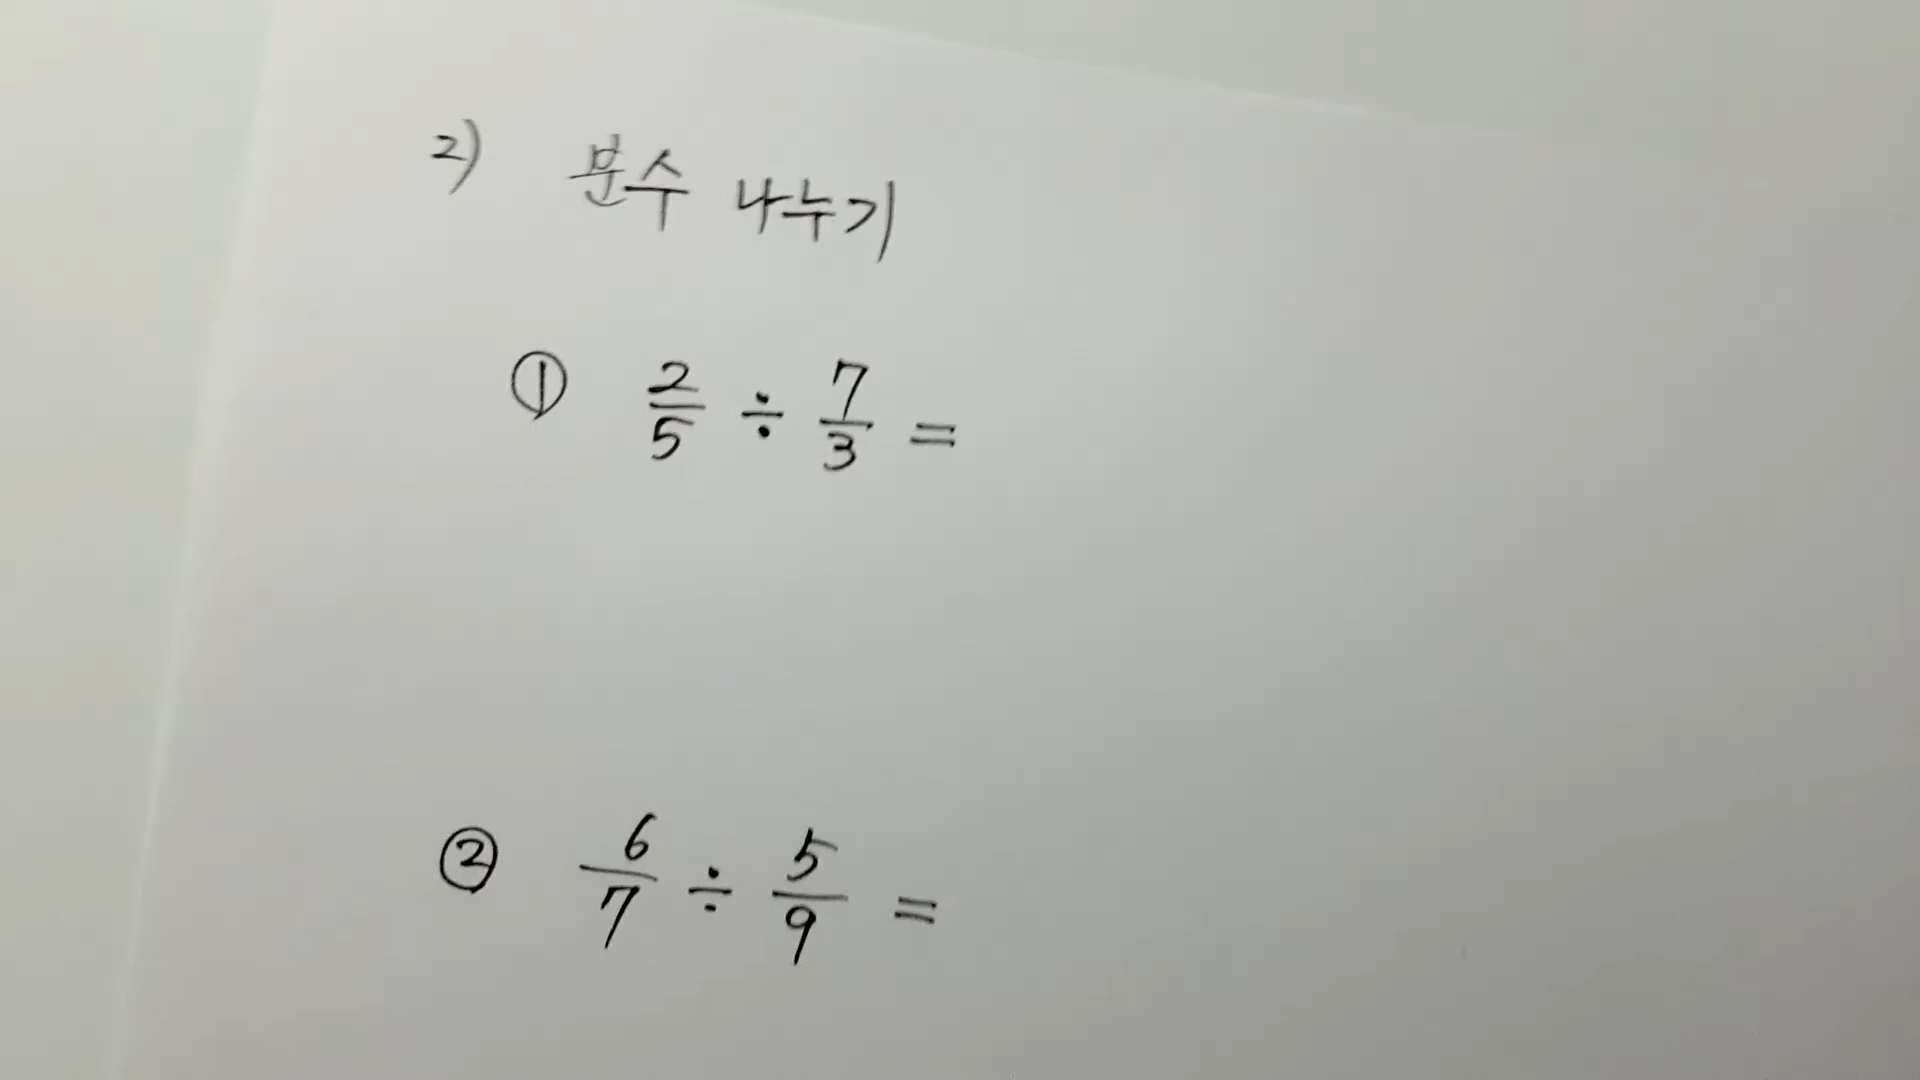 2) 분수 나누기
① 2/5 ÷ 7/3 =
② 6/7 ÷ 5/9 =